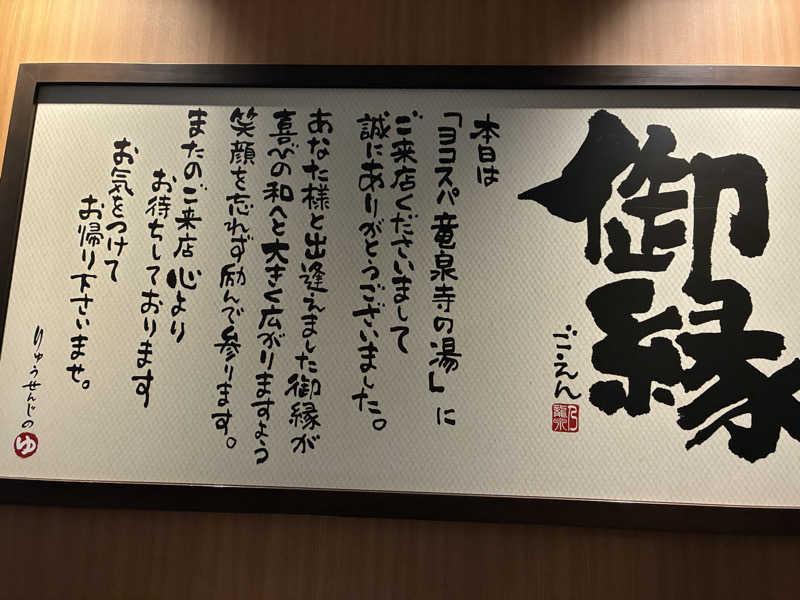 御縁
ごえん
本日は
「ヨコスパ竜泉寺の湯」に
ご来店くださいまして
誠にありがとうございました。
あなた様と出逢えました御縁が
喜びの和へと大きく広がりますよう
笑顔を忘れず励んで参ります。
またのご来店心より
お待ちしております
お気をつけて
お帰り下さいませ。
りゅうせんじの
ゆ